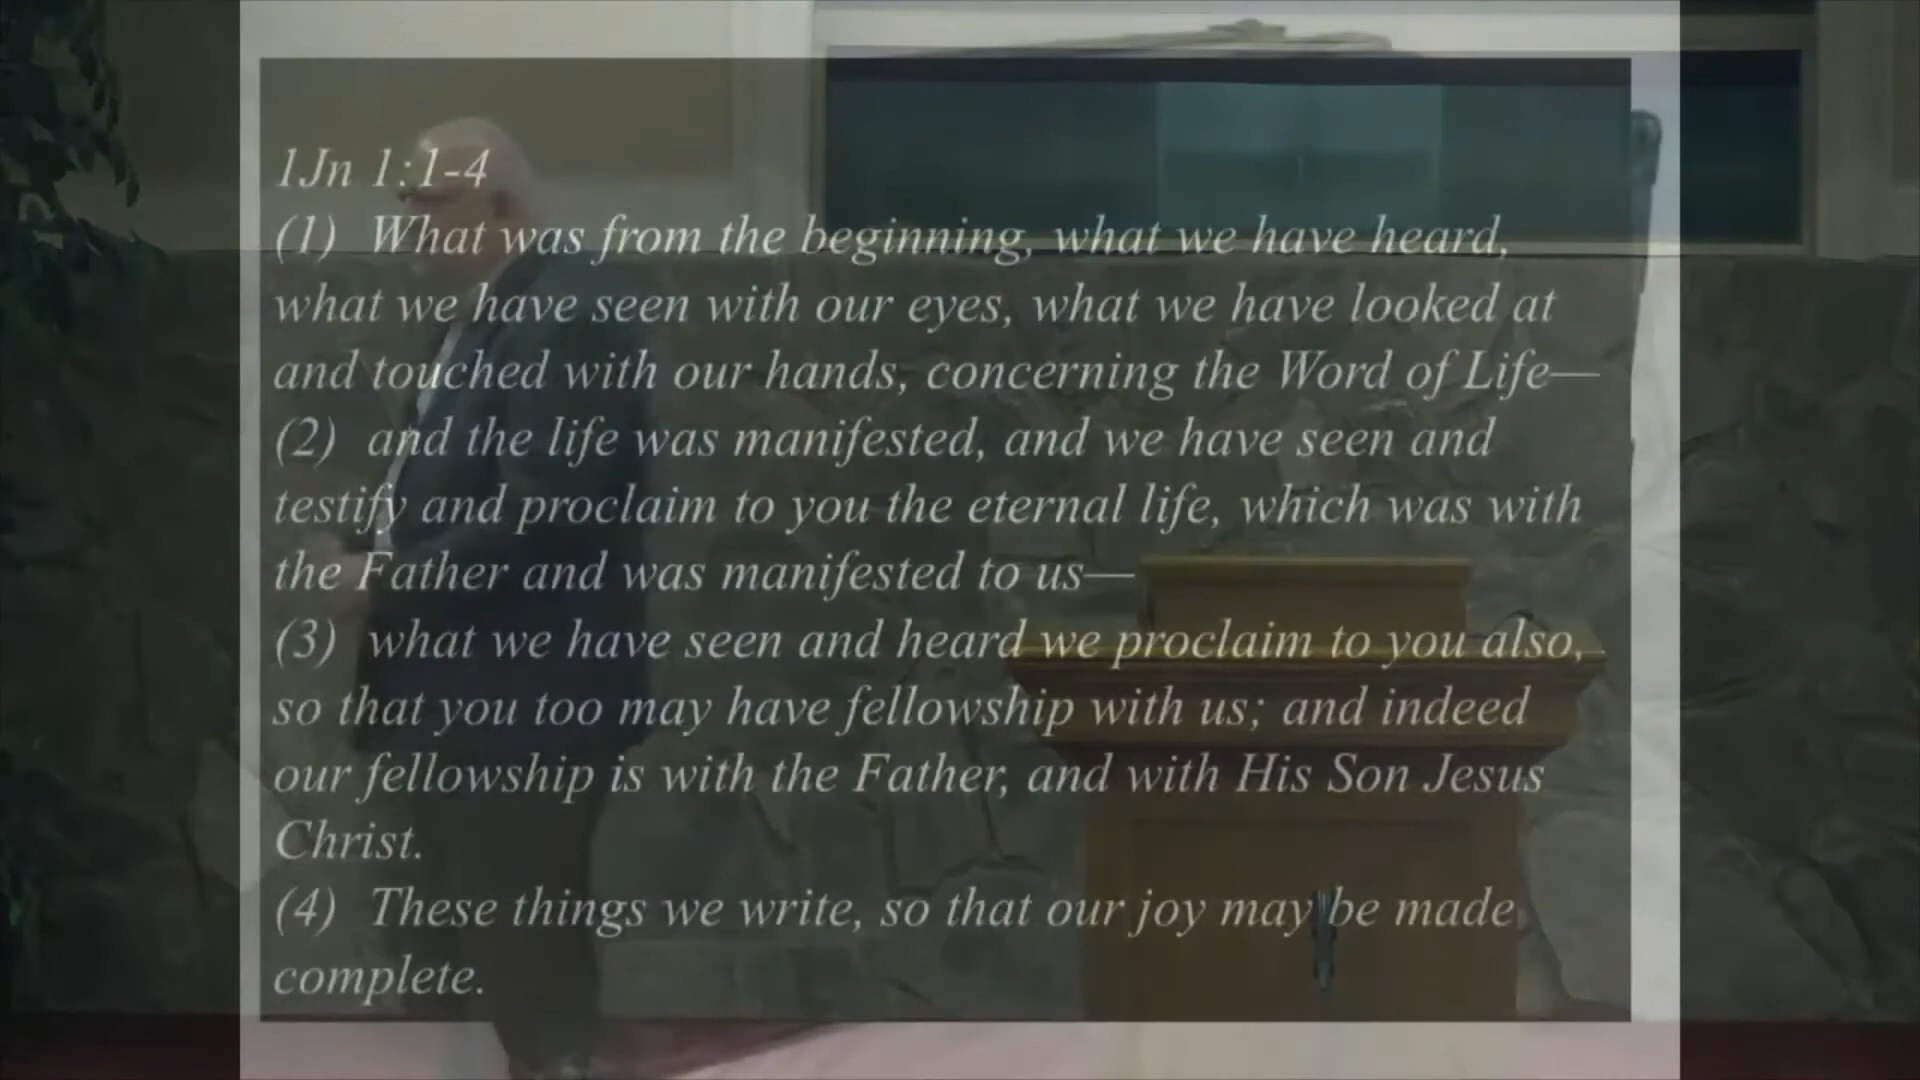 1Jn 1:1-4
(1) What was from the beginning, what we have heard,
what we have seen with our eyes, what we have looked at
and touched with our hands, concerning the Word of Life—
(2) and the life was manifested, and we have seen and
testify and proclaim to you the eternal life, which was with
the Father and was manifested to us—
(3) what we have seen and heard we proclaim to you also,
so that you too may have fellowship with us; and indeed
our fellowship is with the Father, and with His Son Jesus
Christ.
(4) These things we write, so that our joy may be made
complete.